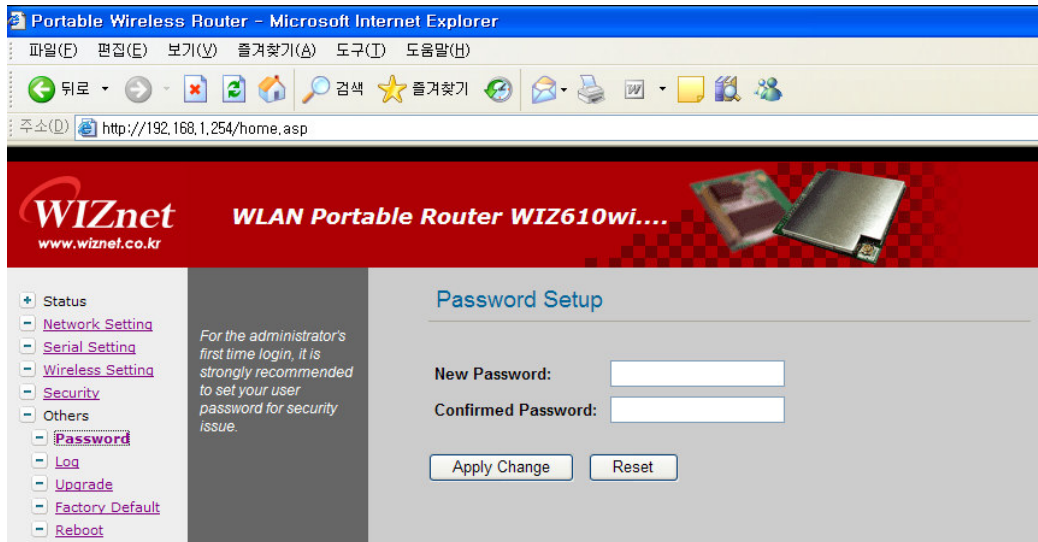 Portable Wireless Router - Microsoft Internet Explorer
파일(F) 편집(E) 보기(V) 즐겨찾기(A) 도구(T) 도움말(H)
뒤로 검색 즐겨찾기
주소(D) http://192.168.1.254/home.asp
WIZnet
www.wiznet.co.kr
WLAN Portable Router WIZ610wi....
Status
Network Setting
Serial Setting
Wireless Setting
Security
Others
Password
Log
Upgrade
Factory Default
Reboot
For the administrator's
first time login, it is
strongly recommended
to set your user
password for security
issue.
Password Setup
New Password:
Confirmed Password:
Apply Change Reset